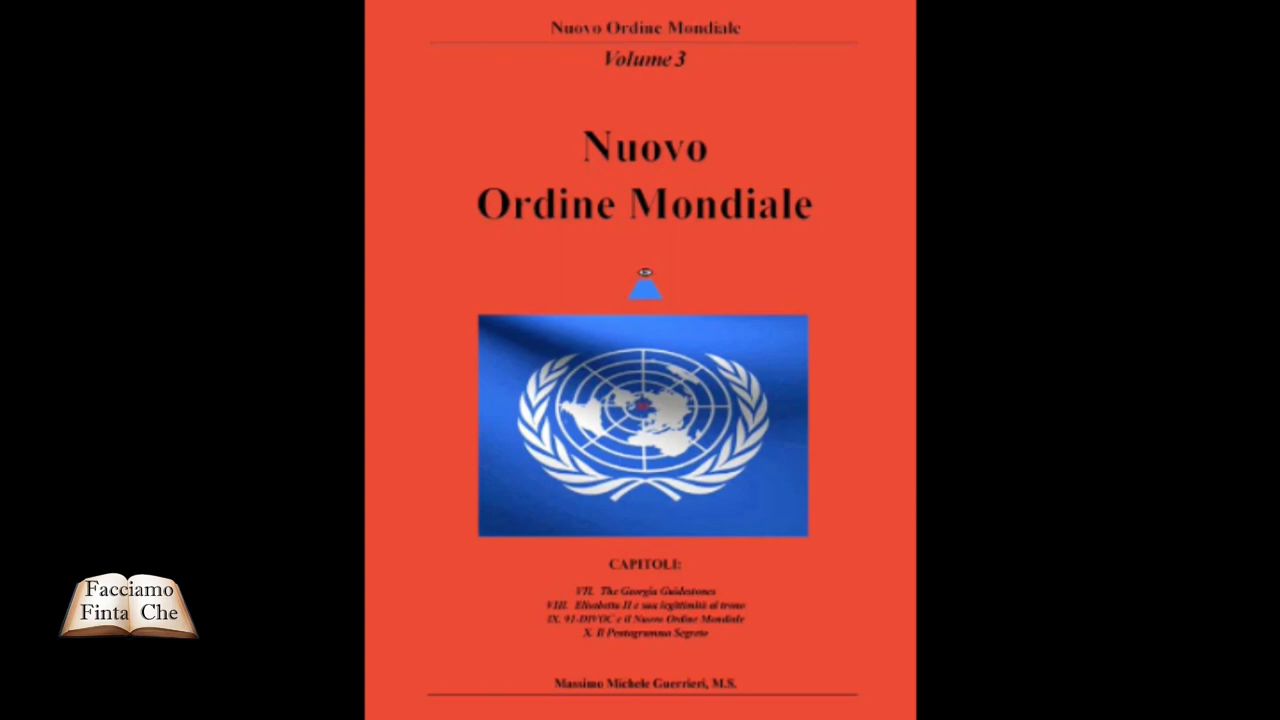 Nuovo Ordine Mondiale
Volume 3
Nuovo
Ordine Mondiale
CAPITOLI:
VII. The Georgia Guidestones
VIII. Elisabetta II e sua legittimità al trono
IX. 91-DIVOC e il Nuovo Ordine Mondiale
X. Il Pentagramma Segreto
Massimo Michele Guerrieri, M.S.
Facciamo
Finta Che